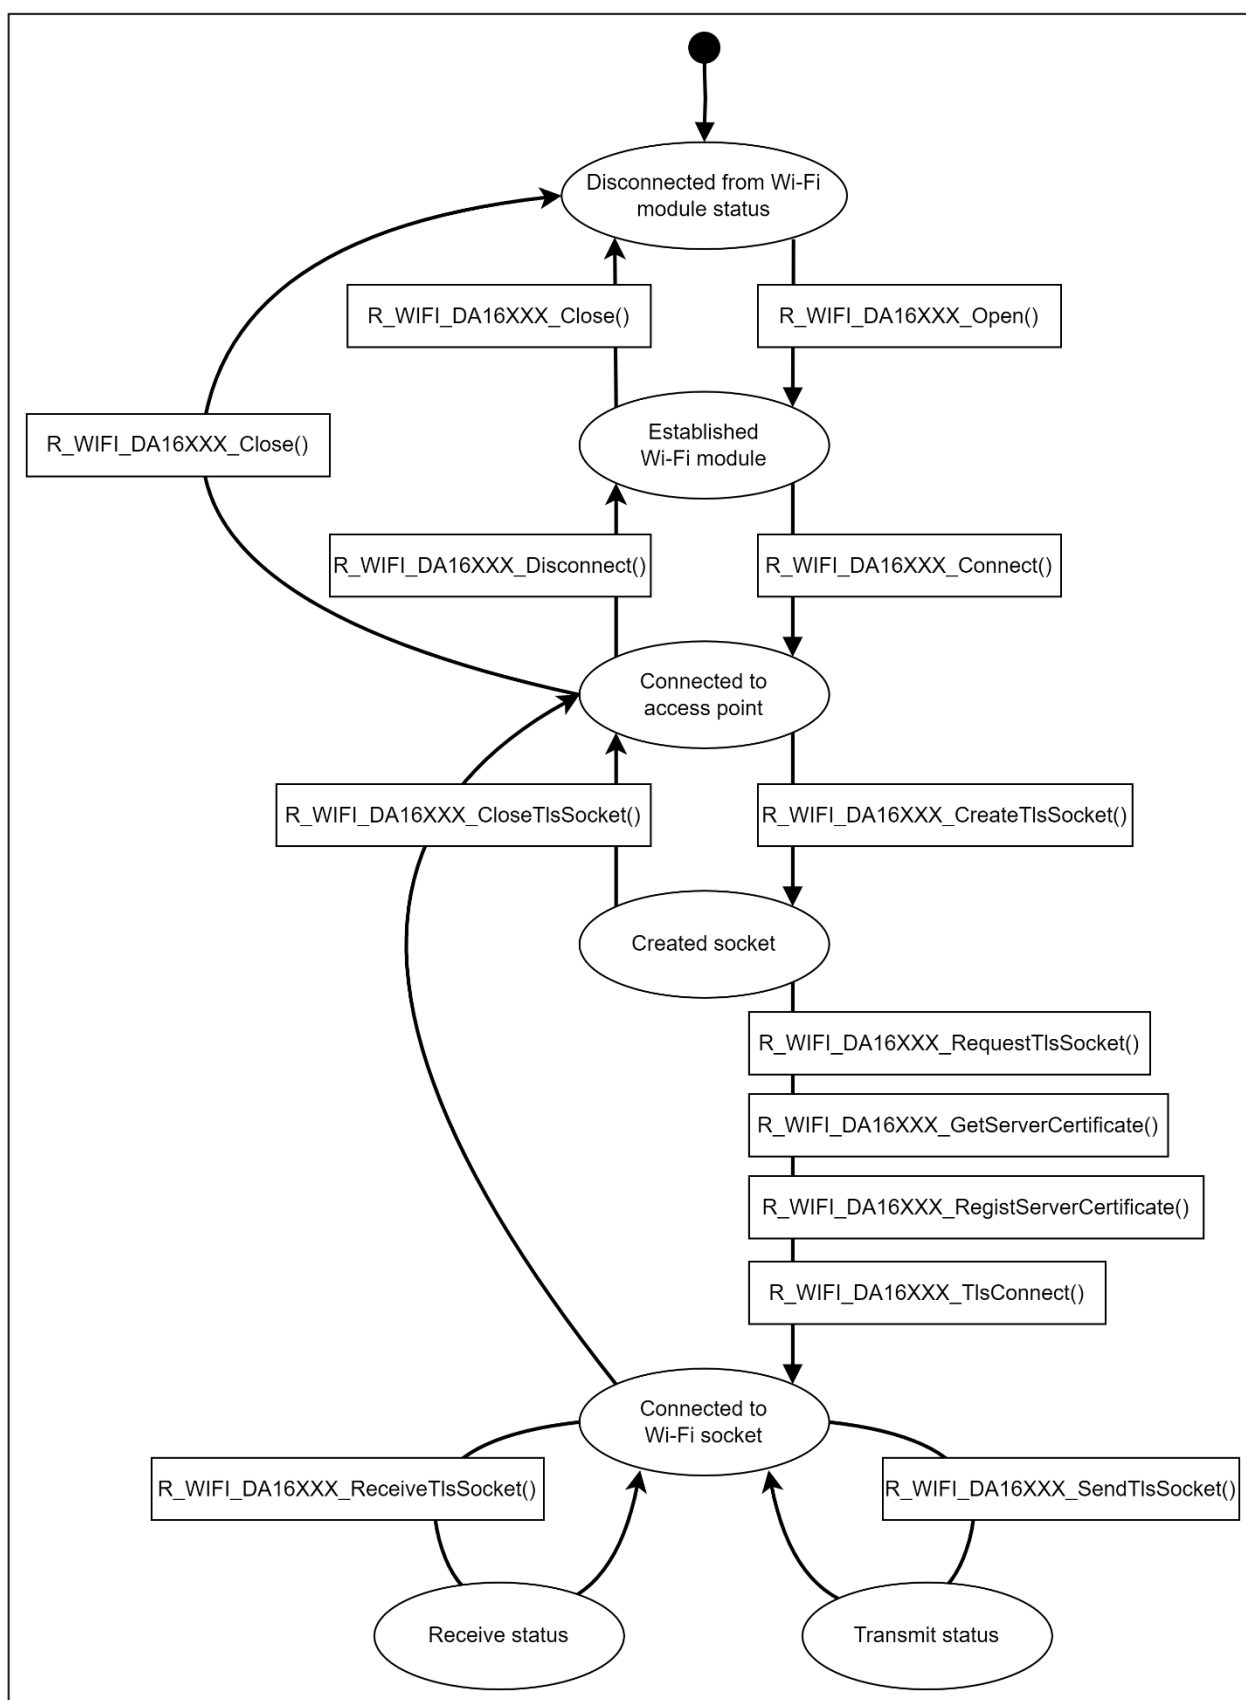 Disconnected from Wi-Fi
module status
R_WIFI_DA16XXX_Close()
R_WIFI_DA16XXX_Open()
R_WIFI_DA16XXX_Close()
Established
Wi-Fi module
R_WIFI_DA16XXX_Disconnect()
R_WIFI_DA16XXX_Connect()
Connected to
access point
R_WIFI_DA16XXX_CloseTlsSocket()
R_WIFI_DA16XXX_CreateTlsSocket()
Created socket
R_WIFI_DA16XXX_RequestTlsSocket()
R_WIFI_DA16XXX_GetServerCertificate()
R_WIFI_DA16XXX_RegistServerCertificate()
R_WIFI_DA16XXX_TlsConnect()
Connected to
Wi-Fi socket
R_WIFI_DA16XXX_ReceiveTlsSocket()
R_WIFI_DA16XXX_SendTlsSocket()
Receive status
Transmit status